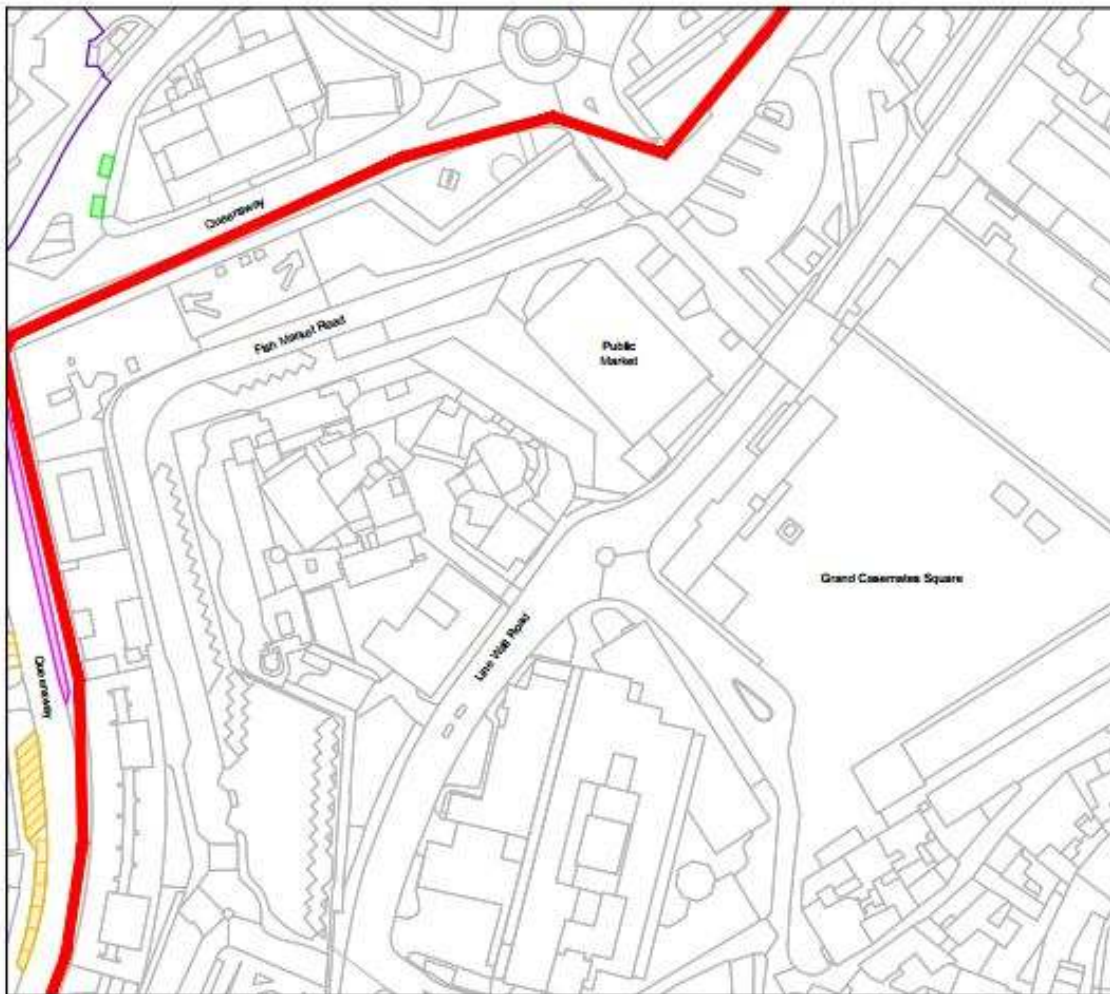 Queensway
Fish Market Road
Public
Market
Grand Casemates Square
Line Wall Road
Queensway